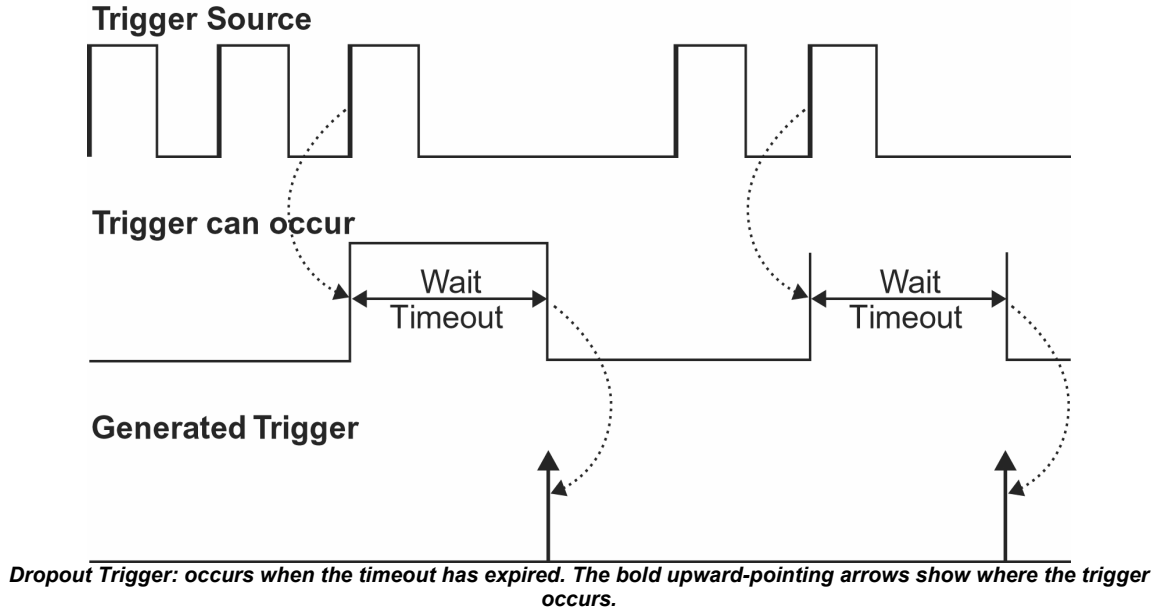 Trigger Source
Trigger can occur
Wait
Timeout
Wait
Timeout
Generated Trigger
Dropout Trigger: occurs when the timeout has expired. The bold upward-pointing arrows show where the trigger
occurs.